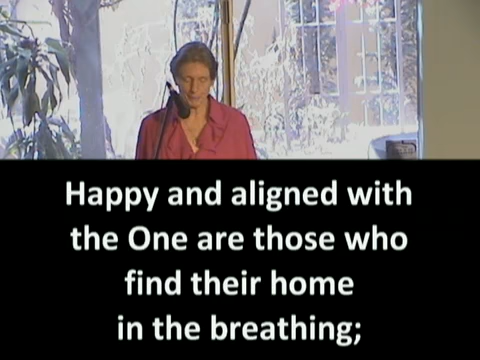 Happy and aligned with
the One are those who
find their home
in the breathing;